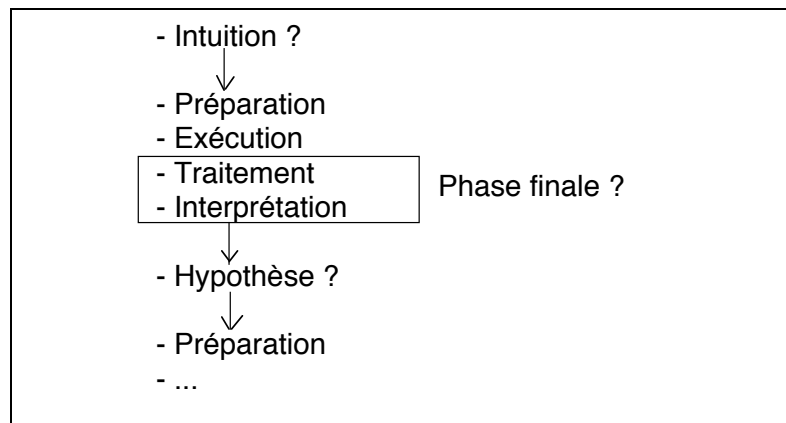 - Intuition ?
- Préparation
- Exécution
- Traitement
- Interprétation
Phase finale ?
- Hypothèse ?
- Préparation
- ...